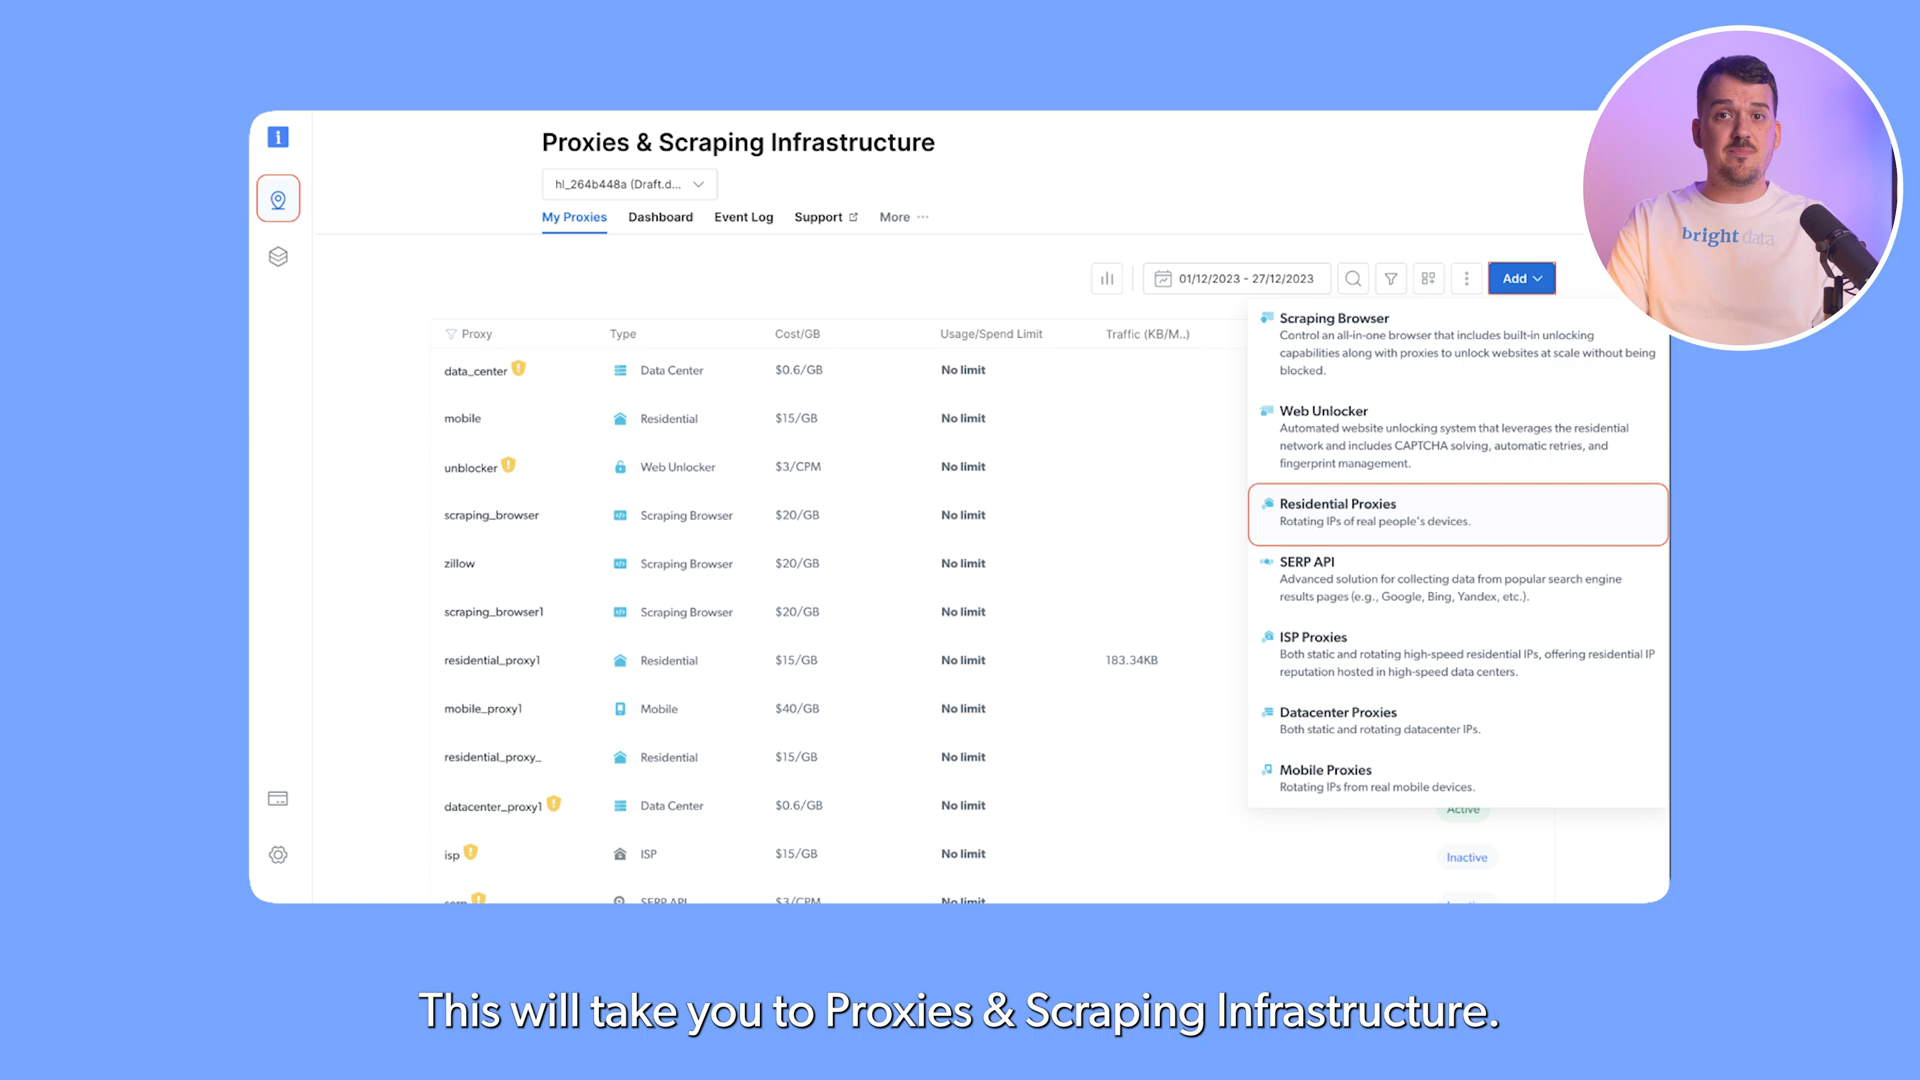 Proxies & Scraping Infrastructure
hl_264b448a (Draft.d...
My Proxies Dashboard Event Log Support More
01/12/2023 - 27/12/2023 Add
Proxy Type Cost/GB Usage/Spend Limit Traffic (KB/M..)
data_center Data Center $0.6/GB No limit
mobile Residential $15/GB No limit
unblocker Web Unlocker $3/CPM No limit
scraping_browser Scraping Browser $20/GB No limit
zillow Scraping Browser $20/GB No limit
scraping_browser1 Scraping Browser $20/GB No limit
residential_proxy1 Residential $15/GB No limit 183.34KB
mobile_proxy1 Mobile $40/GB No limit
residential_proxy_ Residential $15/GB No limit
datacenter_proxy1 Data Center $0.6/GB No limit
isp ISP $15/GB No limit Inactive
SERP API $3/CPM No limit
Scraping Browser
Control an all-in-one browser that includes built-in unlocking
capabilities along with proxies to unlock websites at scale without being
blocked.
Web Unlocker
Automated website unlocking system that leverages the residential
network and includes CAPTCHA solving, automatic retries, and
fingerprint management.
Residential Proxies
Rotating IPs of real people's devices.
SERP API
Advanced solution for collecting data from popular search engine
results pages (e.g., Google, Bing, Yandex, etc.).
ISP Proxies
Both static and rotating high-speed residential IPs, offering residential IP
reputation hosted in high-speed data centers.
Datacenter Proxies
Both static and rotating datacenter IPs.
Mobile Proxies
Rotating IPs from real mobile devices.
Active
bright data
This will take you to Proxies & Scraping Infrastructure.